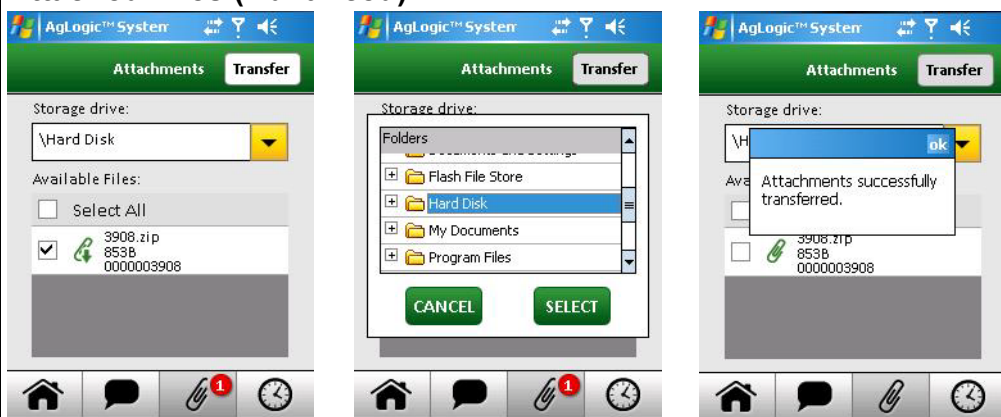 AgLogic™ System
Attachments Transfer
Storage drive:
\Hard Disk
Available Files:
Select All
3908.zip
853B
0000003908
1
AgLogic™ System
Attachments Transfer
Storage drive:
Folders
Flash File Store
Hard Disk
My Documents
Program Files
CANCEL SELECT
1
AgLogic™ System
Attachments Transfer
Storage drive:
\H
ok
Ava
Attachments successfully
transferred.
3908.zip
853B
0000003908